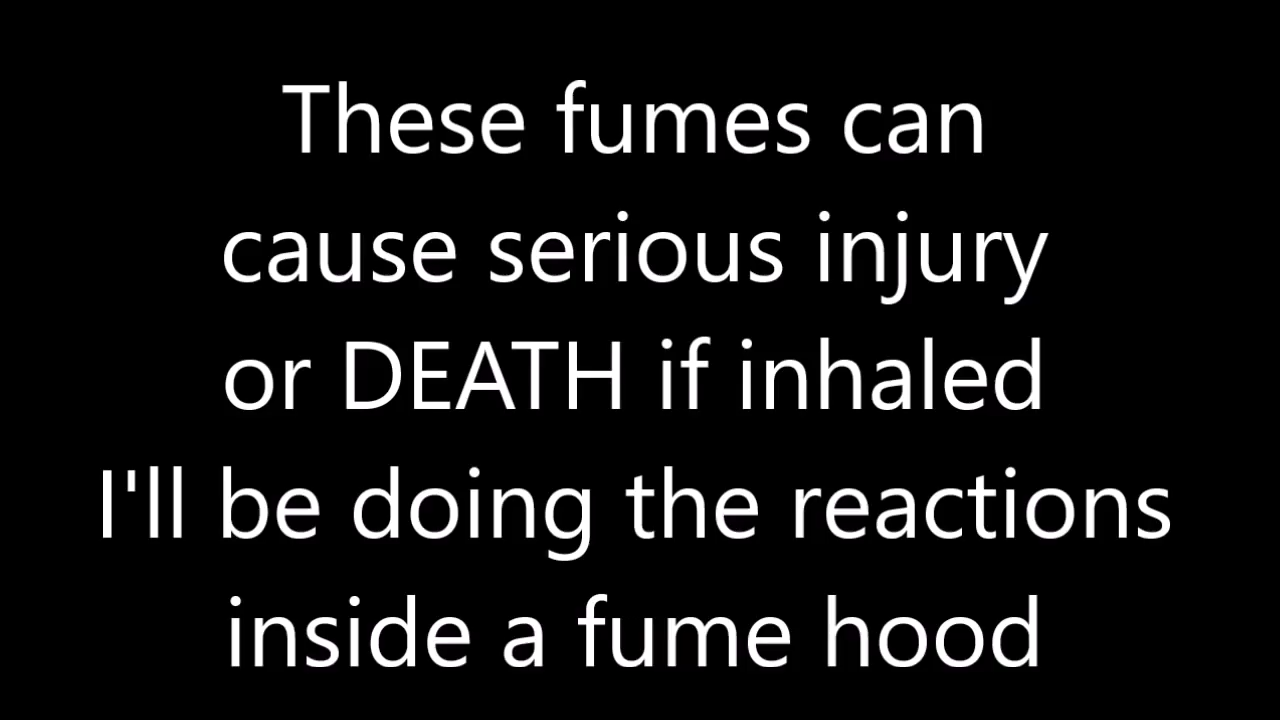 These fumes can
cause serious injury
or DEATH if inhaled
I'll be doing the reactions
inside a fume hood